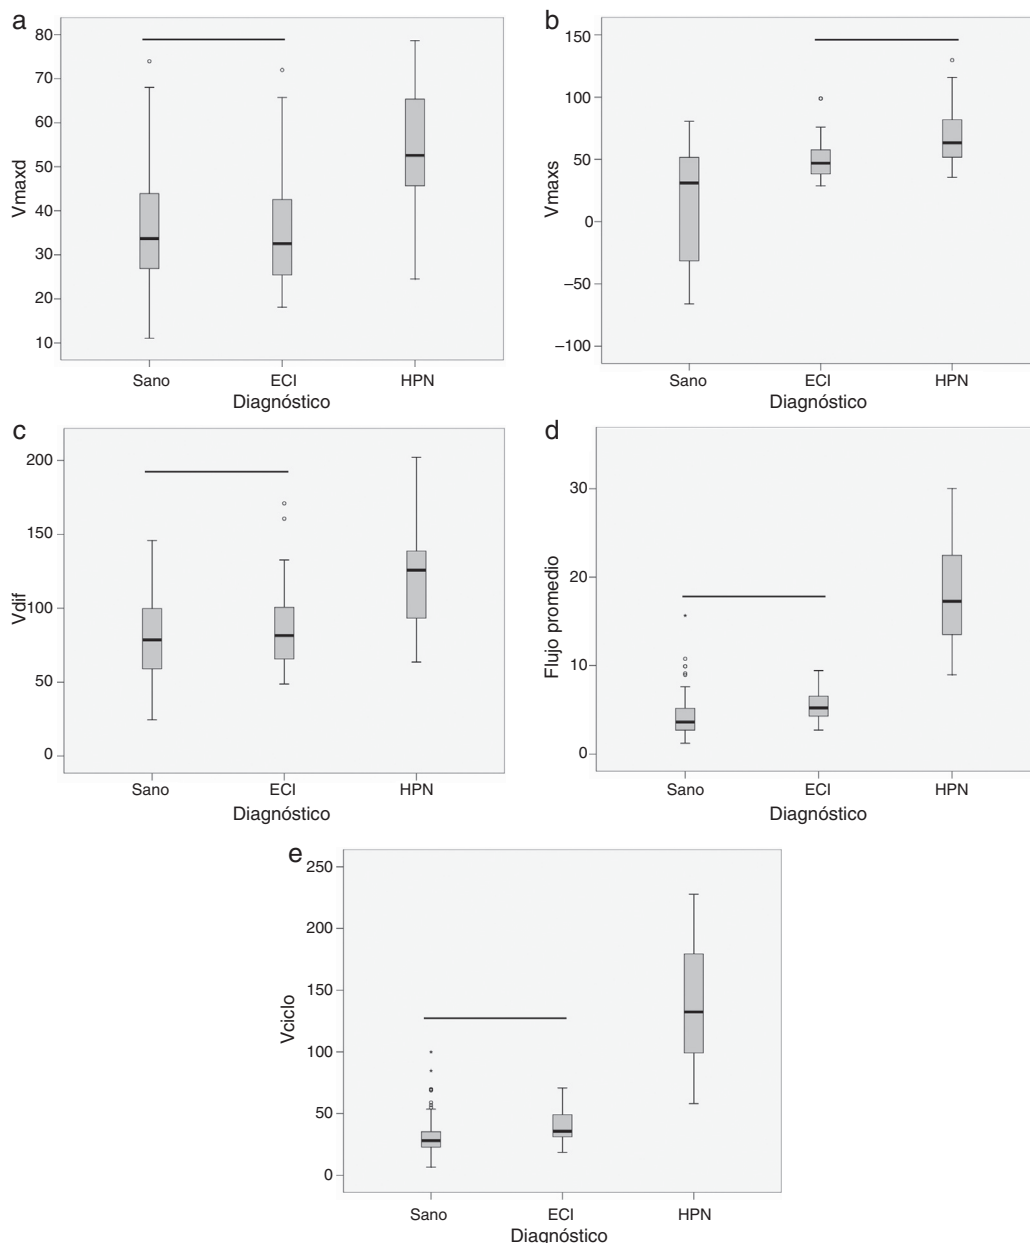 a
80
70
60
50
40
30
20
10
Vmaxd
Sano ECI HPN
Diagnóstico
b
150
100
50
0
–50
–100
Vmaxs
Sano ECI HPN
Diagnóstico
c
200
150
100
50
0
Vdif
Sano ECI HPN
Diagnóstico
d
30
20
10
0
Flujo promedio
Sano ECI HPN
Diagnóstico
e
250
200
150
100
50
0
Vciclo
Sano ECI HPN
Diagnóstico